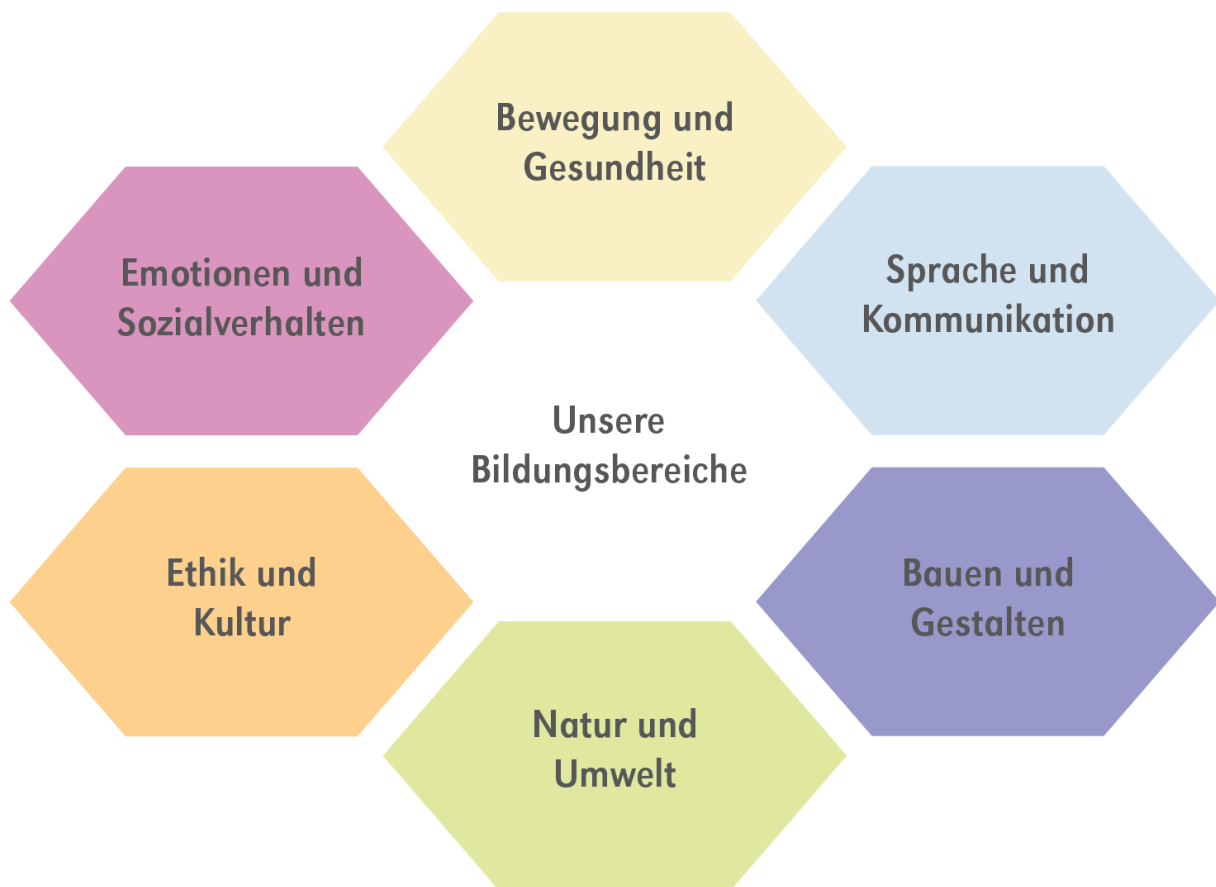 Bewegung und
Gesundheit
Emotionen und
Sozialverhalten
Sprache und
Kommunikation
Unsere
Bildungsbereiche
Ethik und
Kultur
Bauen und
Gestalten
Natur und
Umwelt